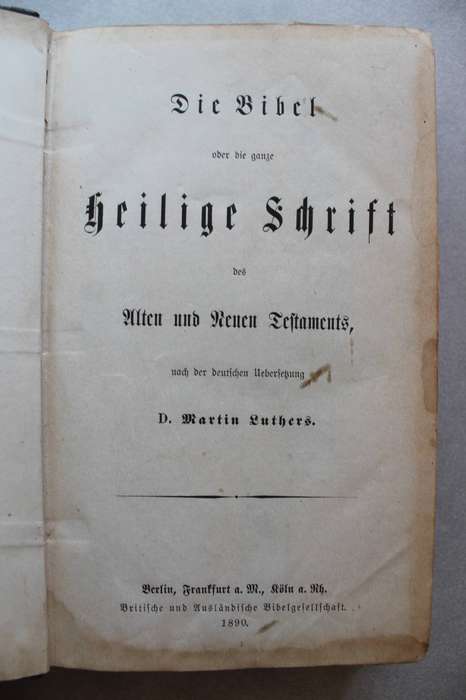 Die Bibel
oder die ganze
Heilige Schrift
des
Alten und Neuen Testaments,
nach der deutschen Uebersetzung
D. Martin Luthers.
Berlin, Frankfurt a. M., Köln a. Rh.
Britische und Ausländische Bibelgesellschaft.
1890.